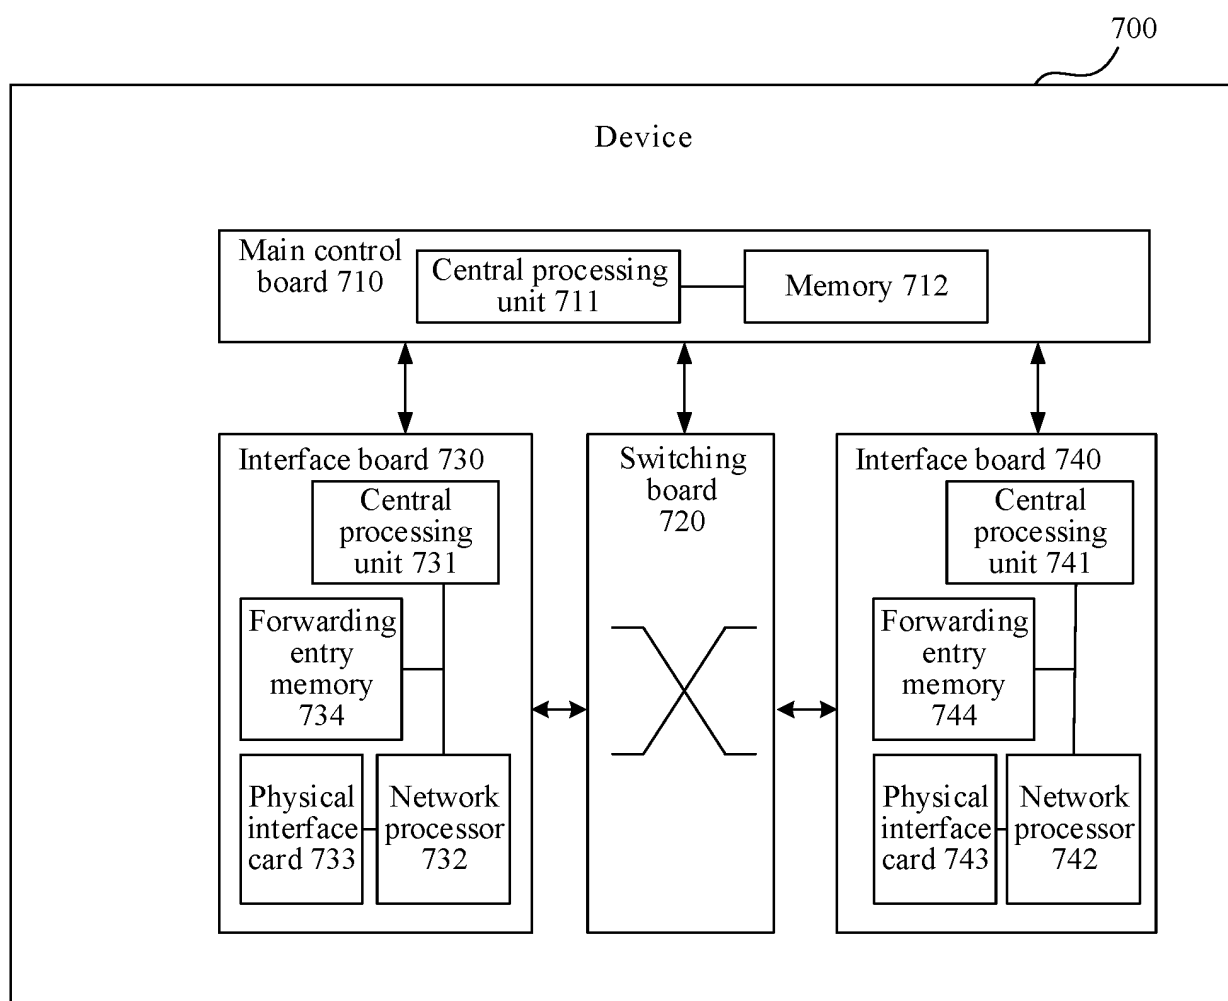 700
Device
Main control
board 710
Central processing
unit 711
Memory 712
Interface board 730
Central
processing
unit 731
Forwarding
entry
memory
734
Physical
interface
card 733
Network
processor
732
Switching
board
720
Interface board 740
Central
processing
unit 741
Forwarding
entry
memory
744
Physical
interface
card 743
Network
processor
742